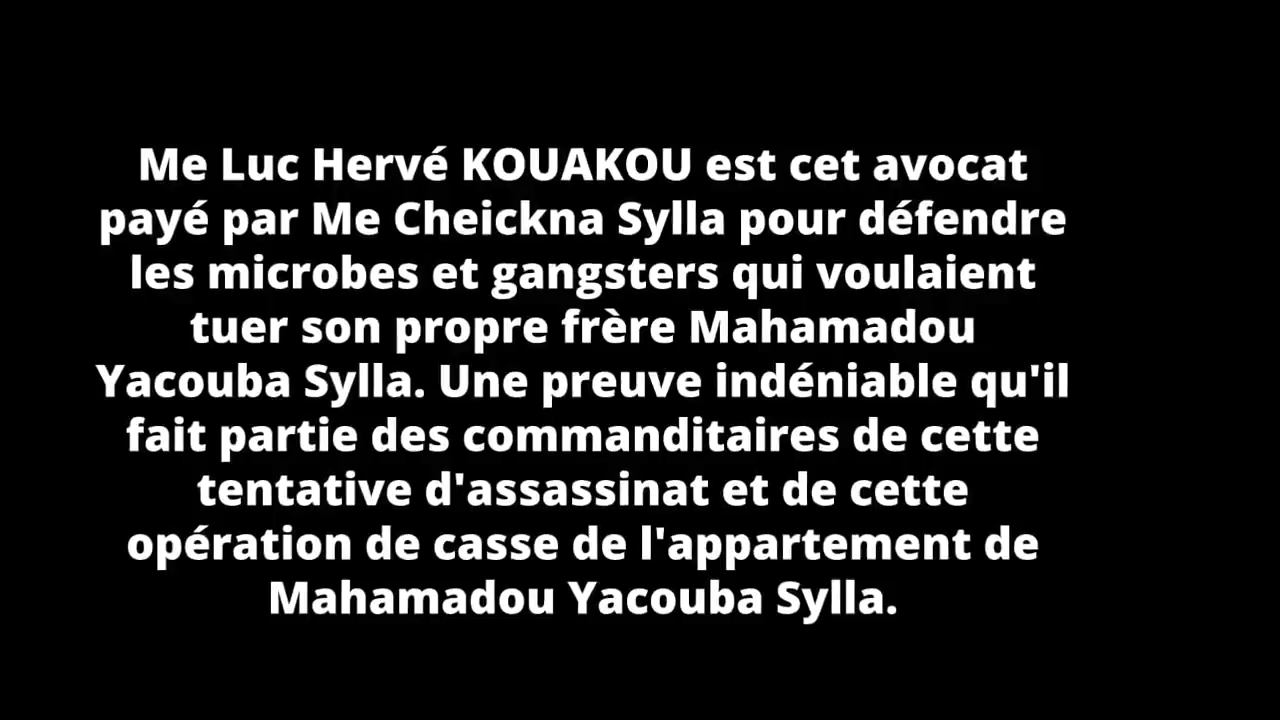 Me Luc Hervé KOUAKOU est cet avocat
payé par Me Cheickna Sylla pour défendre
les microbes et gangsters qui voulaient
tuer son propre frère Mahamadou
Yacouba Sylla. Une preuve indéniable qu'il
fait partie des commanditaires de cette
tentative d'assassinat et de cette
opération de casse de l'appartement de
Mahamadou Yacouba Sylla.